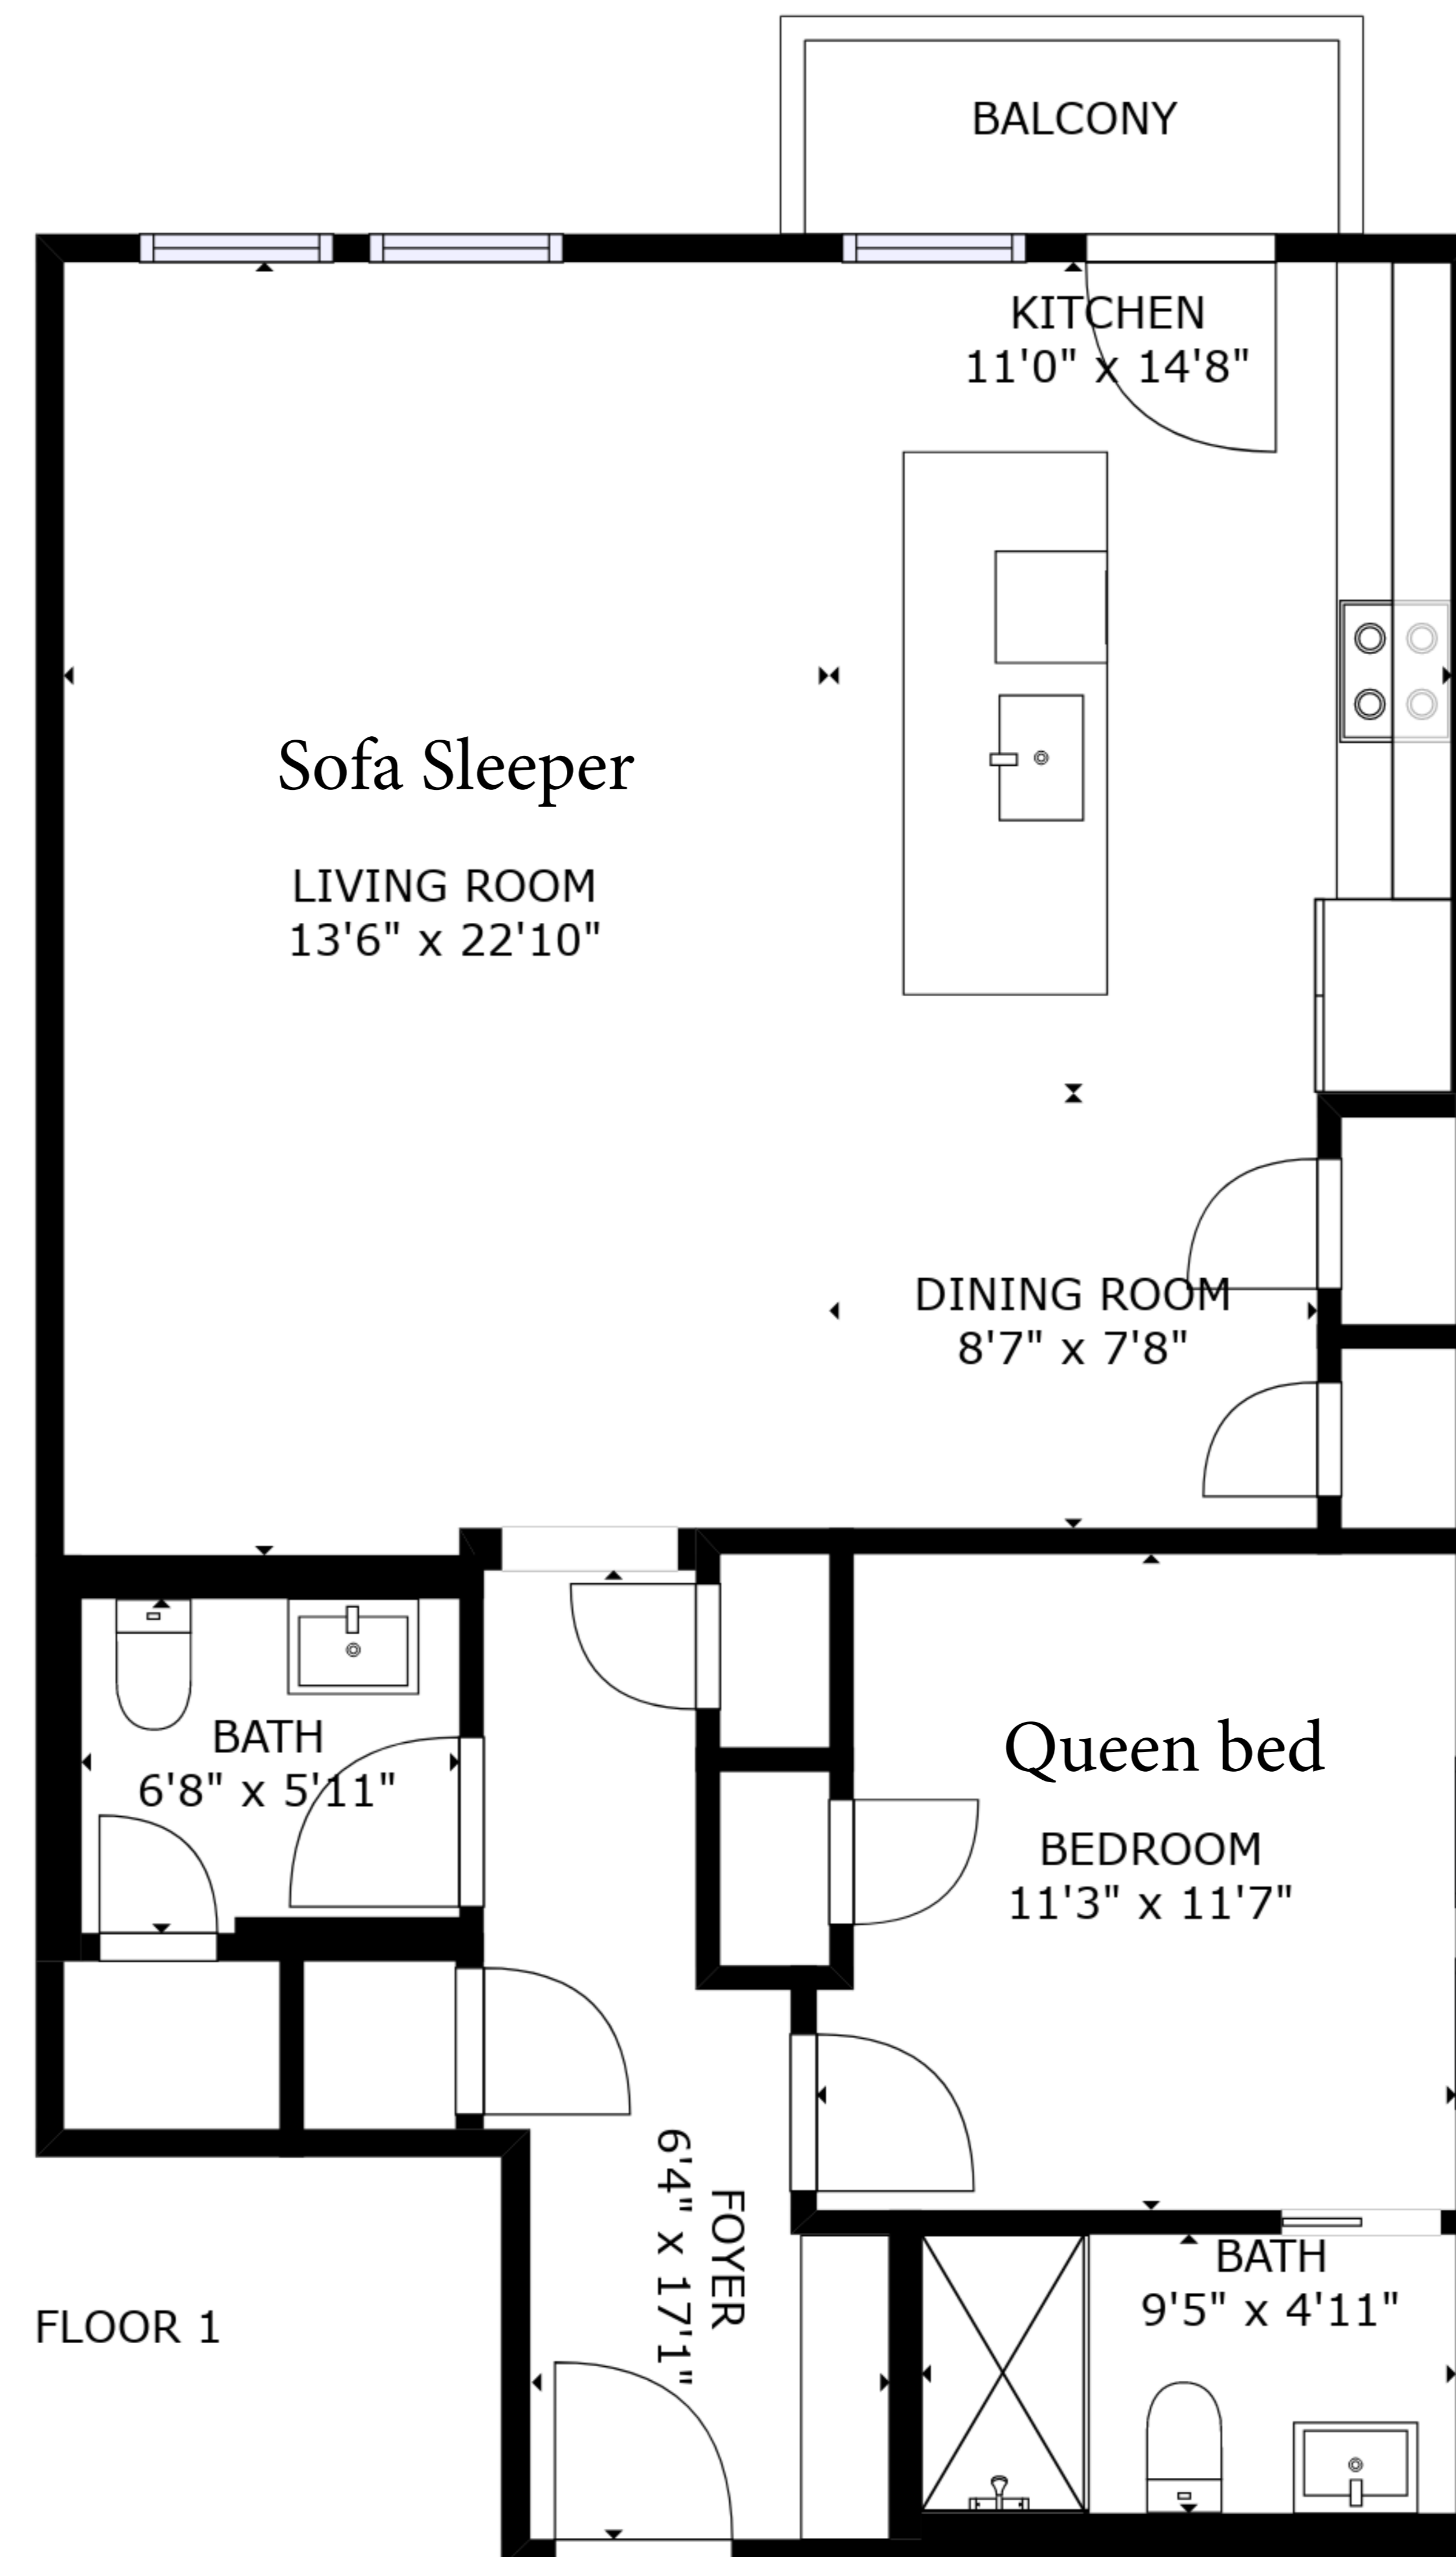 BALCONY
KITCHEN
11'0" x 14'8"
Sofa Sleeper
LIVING ROOM
13'6" x 22'10"
DINING ROOM
8'7" x 7'8"
BATH
6'8" x 5'11"
Queen bed
BEDROOM
11'3" x 11'7"
FOYER
6'4" x 17'1"
BATH
9'5" x 4'11"
FLOOR 1